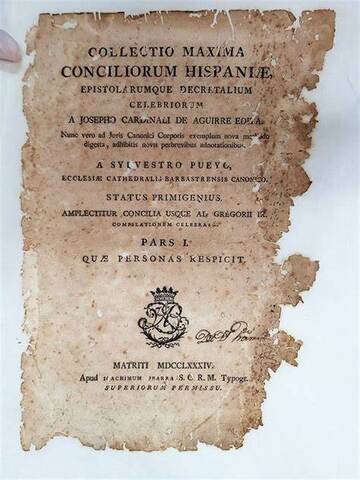 COLLECTIO MAXIMA
CONCILIORUM HISPANIÆ,
EPISTOLARUMQUE DECRETALIUM
CELEBRIORUM
A JOSEPHO CARDINALI DE AGUIRRE EDITA.
Nunc vero ad Juris Canonici Corporis exemplum nova
digesta, adhibitis novis perbrevibus adnotationibus.
A SYLVESTRO PUEYO,
ECCLESIÆ CATHEDRALIS BARBASTRENSIS CANONICO.
STATUS PRIMIGENIUS.
AMPLECTITUR CONCILIA USQUE AD GREGORII IX.
COMPILATIONEM CELEBRATA.
PARS I.
QUÆ PERSONAS RESPICIT.
MATRITI MDCCLXXXIV.
Apud JOACHIMUM IBARRA S. C. R. M. Typogr.
SUPERIORUM PERMISSU.